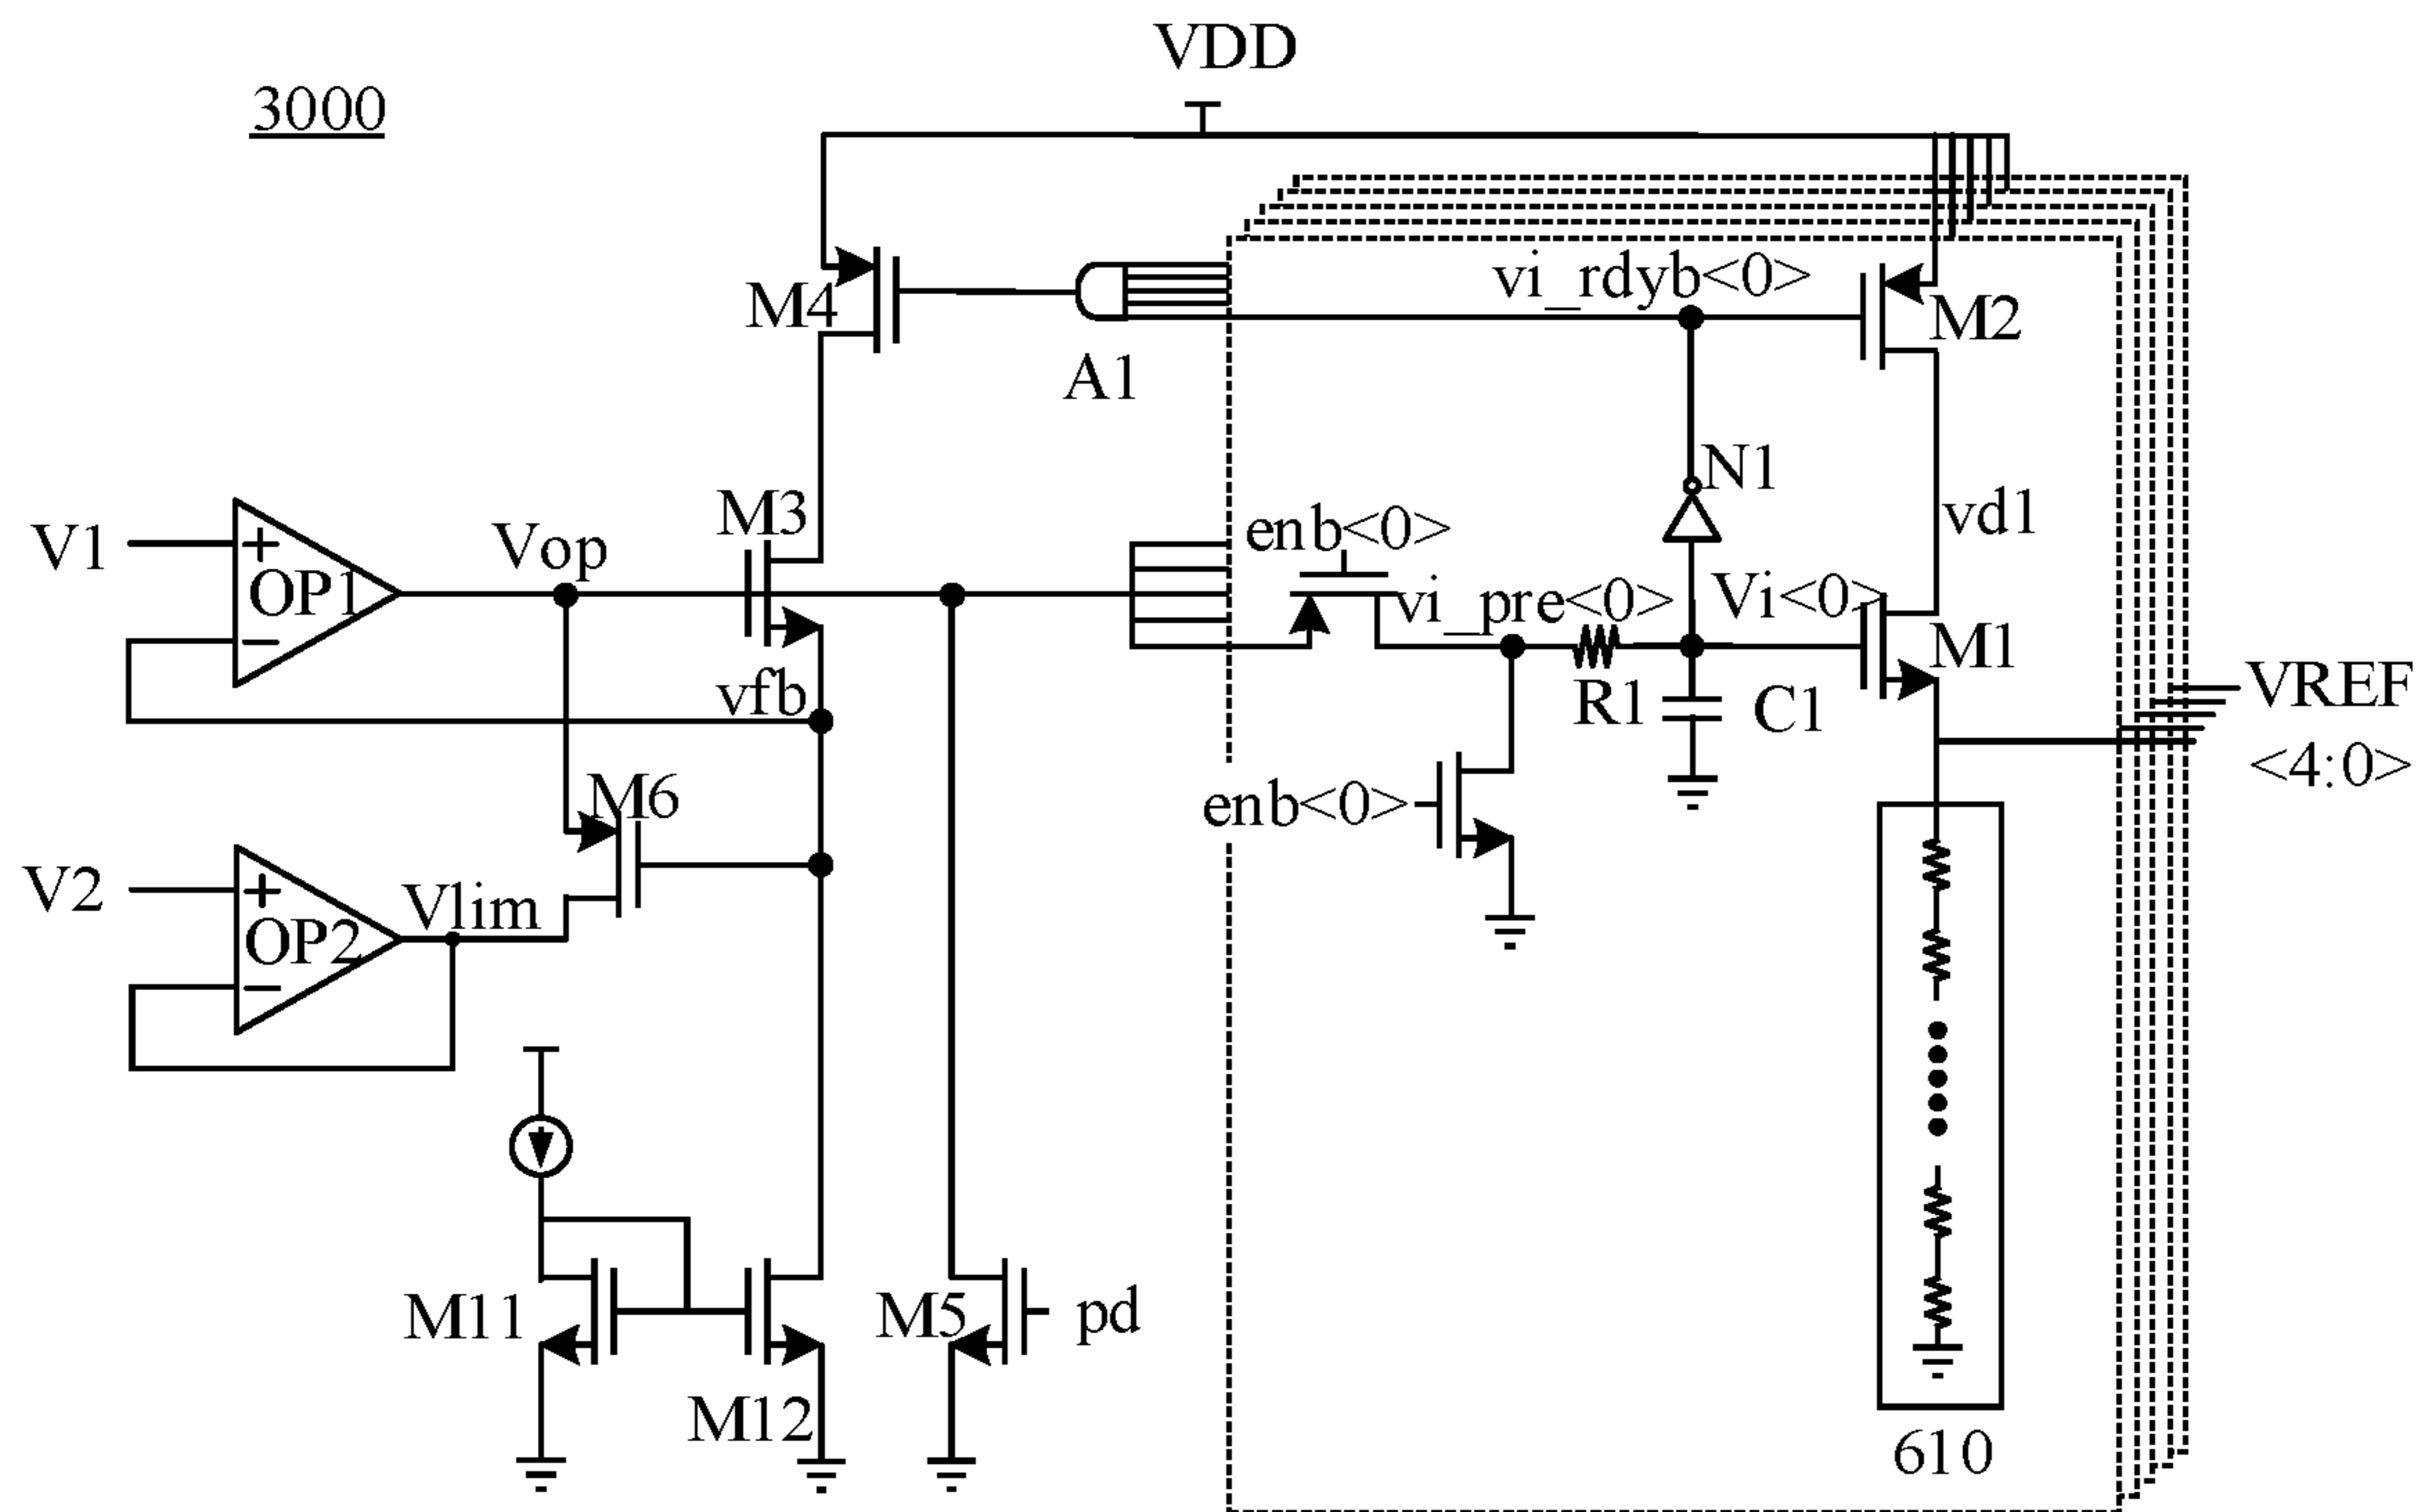 VDD
3000
vi_rdyb<0>
M4
M2
A1
N1
M3
vd1
V1
+
OP1
−
Vop
enb<0>
vi_pre<0>
Vi<0>
M1
vfb
R1
C1
VREF
<4:0>
M6
enb<0>
V2
+
OP2
−
Vlim
M11
M5
pd
M12
610